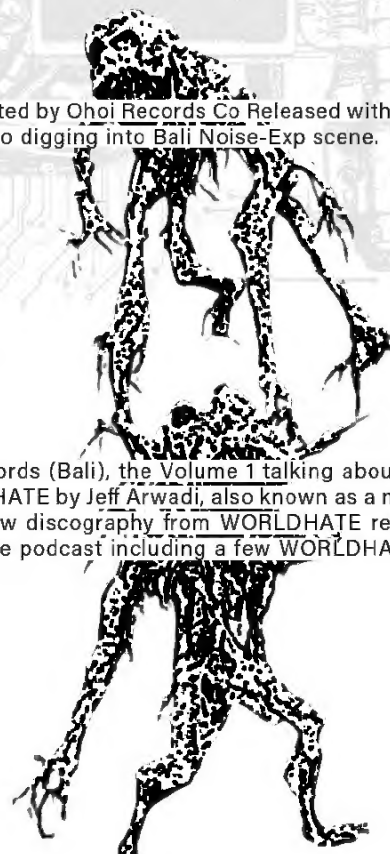 ted by Ohoi Records Co Released with
o digging into Bali Noise-Exp scene.
ords (Bali), the Volume 1 talking abou
HATE by Jeff Arwadi, also known as a m
w discography from WORLDHATE re
e podcast including a few WORLDHA